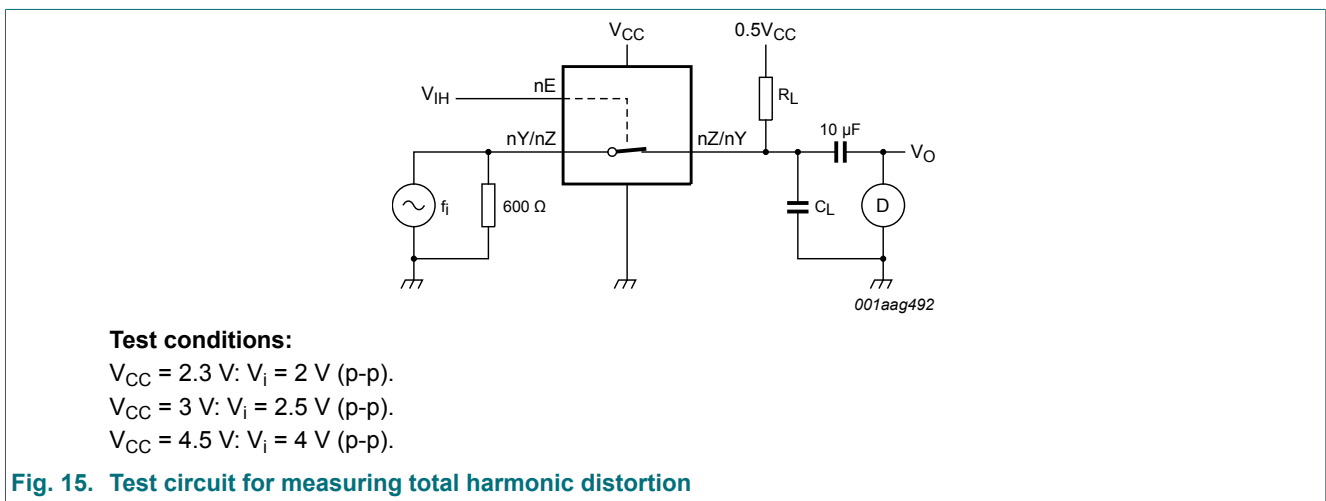 VCC
0.5VCC
nE
VIH
RL
nY/nZ
nZ/nY
10 µF
VO
fi
600 Ω
CL
D
001aag492
Test conditions:
VCC = 2.3 V: Vi = 2 V (p-p).
VCC = 3 V: Vi = 2.5 V (p-p).
VCC = 4.5 V: Vi = 4 V (p-p).
Fig. 15. Test circuit for measuring total harmonic distortion